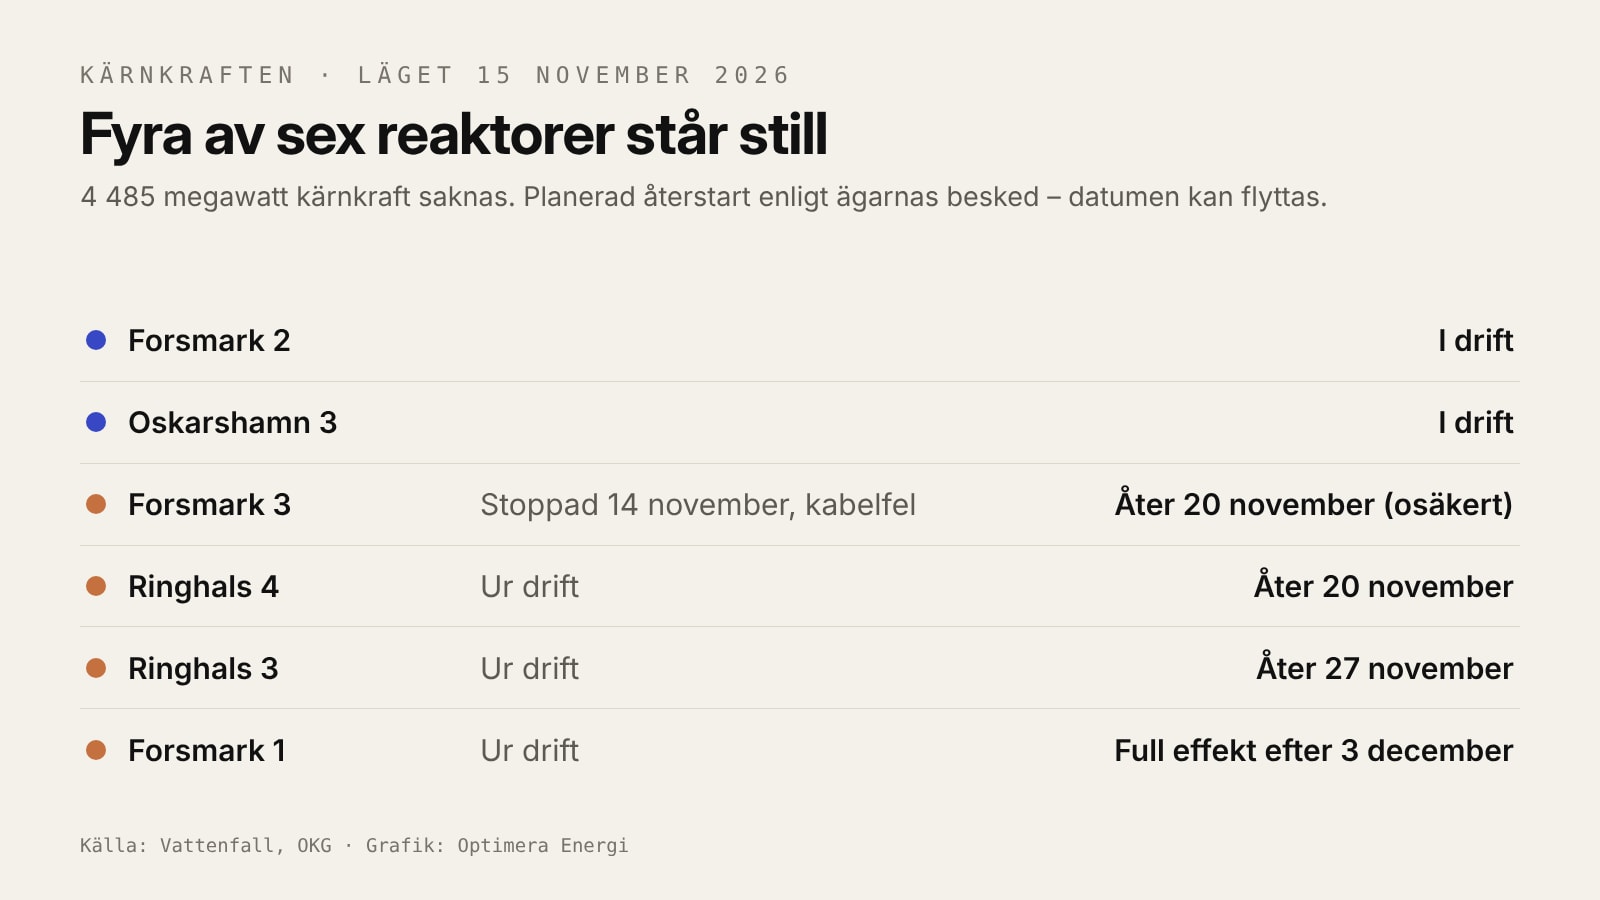 KÄRNKRAFTEN · LÄGET 15 NOVEMBER 2026
Fyra av sex reaktorer står still
4 485 megawatt kärnkraft saknas. Planerad återstart enligt ägarnas besked – datumen kan flyttas.
Forsmark 2 I drift
Oskarshamn 3 I drift
Forsmark 3 Stoppad 14 november, kabelfel Åter 20 november (osäkert)
Ringhals 4 Ur drift Åter 20 november
Ringhals 3 Ur drift Åter 27 november
Forsmark 1 Ur drift Full effekt efter 3 december
Källa: Vattenfall, OKG · Grafik: Optimera Energi